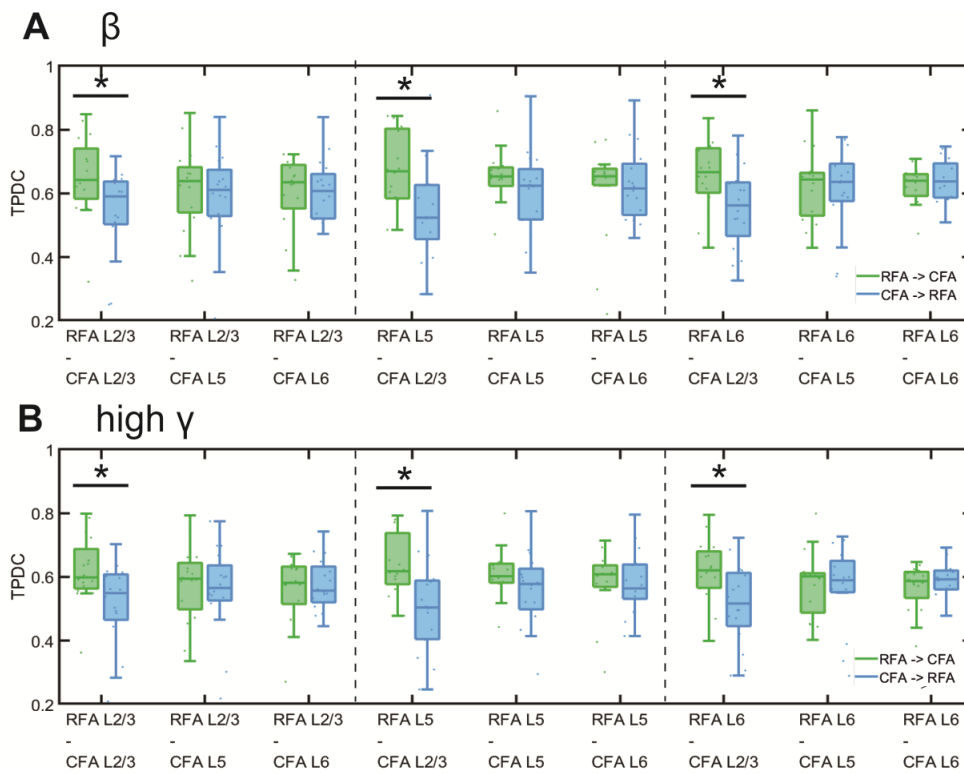 A β
1
0.8
0.6
0.4
0.2
TPDC
* * *
RFA -> CFA
CFA -> RFA
RFA L2/3 RFA L2/3 RFA L2/3 RFA L5 RFA L5 RFA L5 RFA L6 RFA L6 RFA L6
- - - - - - - - -
CFA L2/3 CFA L5 CFA L6 CFA L2/3 CFA L5 CFA L6 CFA L2/3 CFA L5 CFA L6
B high γ
1
0.8
0.6
0.4
0.2
TPDC
* * *
RFA -> CFA
CFA -> RFA
RFA L2/3 RFA L2/3 RFA L2/3 RFA L5 RFA L5 RFA L5 RFA L6 RFA L6 RFA L6
- - - - - - - - -
CFA L2/3 CFA L5 CFA L6 CFA L2/3 CFA L5 CFA L6 CFA L2/3 CFA L5 CFA L6